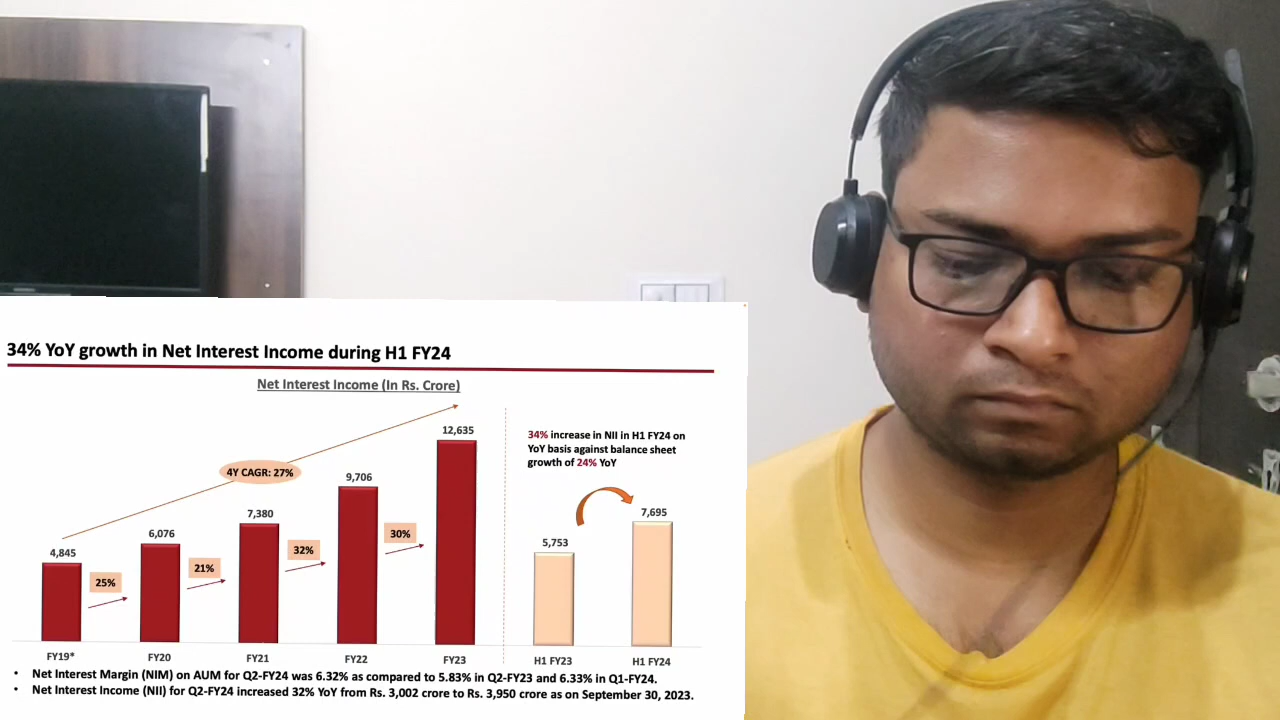 34% YoY growth in Net Interest Income during H1 FY24
Net Interest Income (In Rs. Crore)
4Y CAGR: 27%
4,845
6,076
7,380
9,706
12,635
25%
21%
32%
30%
FY19*
FY20
FY21
FY22
FY23
34% increase in NII in H1 FY24 on
YoY basis against balance sheet
growth of 24% YoY
5,753
7,695
H1 FY23
H1 FY24
• Net Interest Margin (NIM) on AUM for Q2-FY24 was 6.32% as compared to 5.83% in Q2-FY23 and 6.33% in Q1-FY24.
• Net Interest Income (NII) for Q2-FY24 increased 32% YoY from Rs. 3,002 crore to Rs. 3,950 crore as on September 30, 2023.